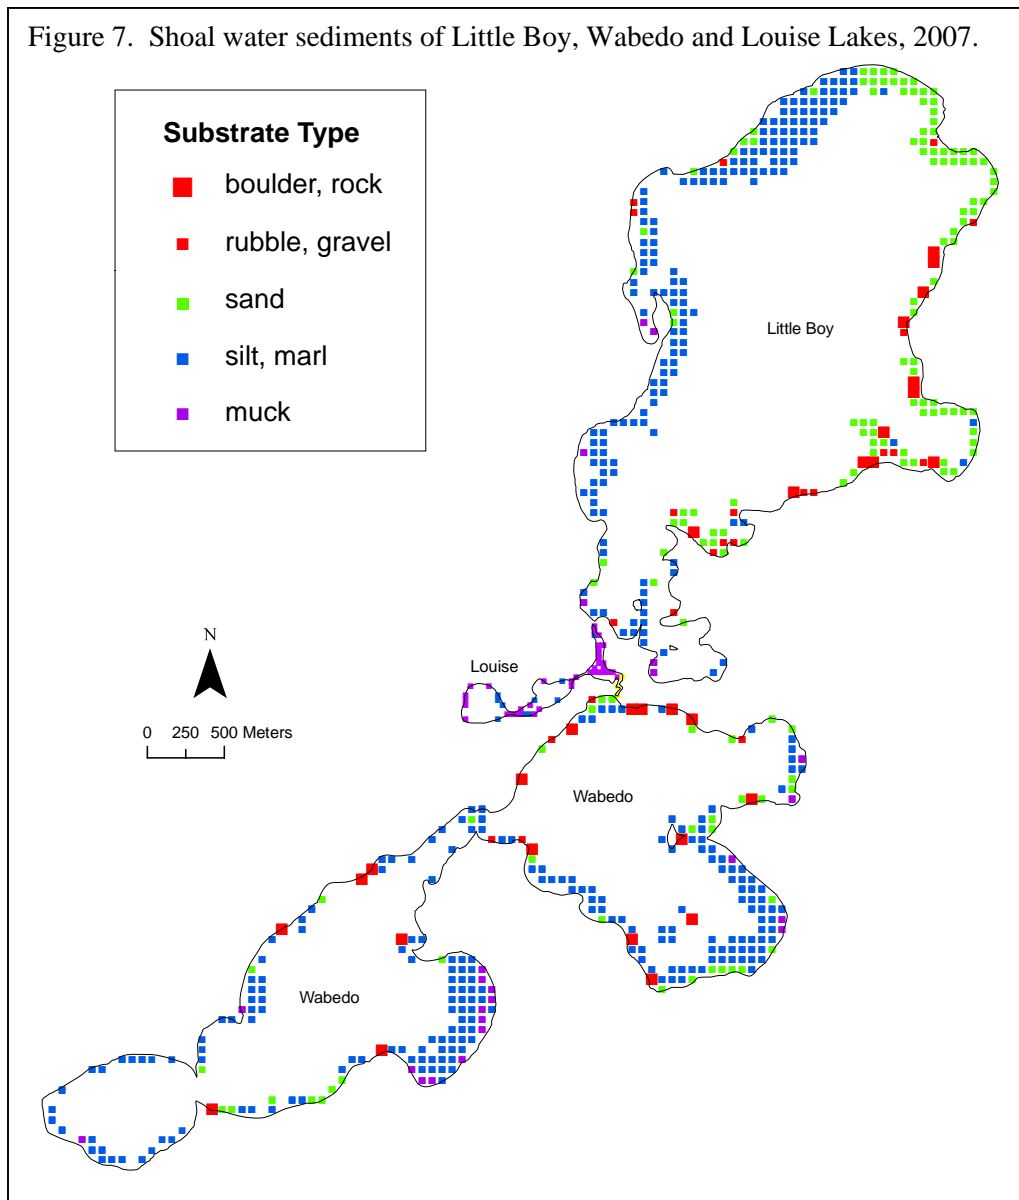 Figure 7.  Shoal water sediments of Little Boy, Wabedo and Louise Lakes, 2007.
Substrate Type
boulder, rock
rubble, gravel
sand
silt, marl
muck
Little Boy
N
Louise
0 250 500 Meters
Wabedo
Wabedo